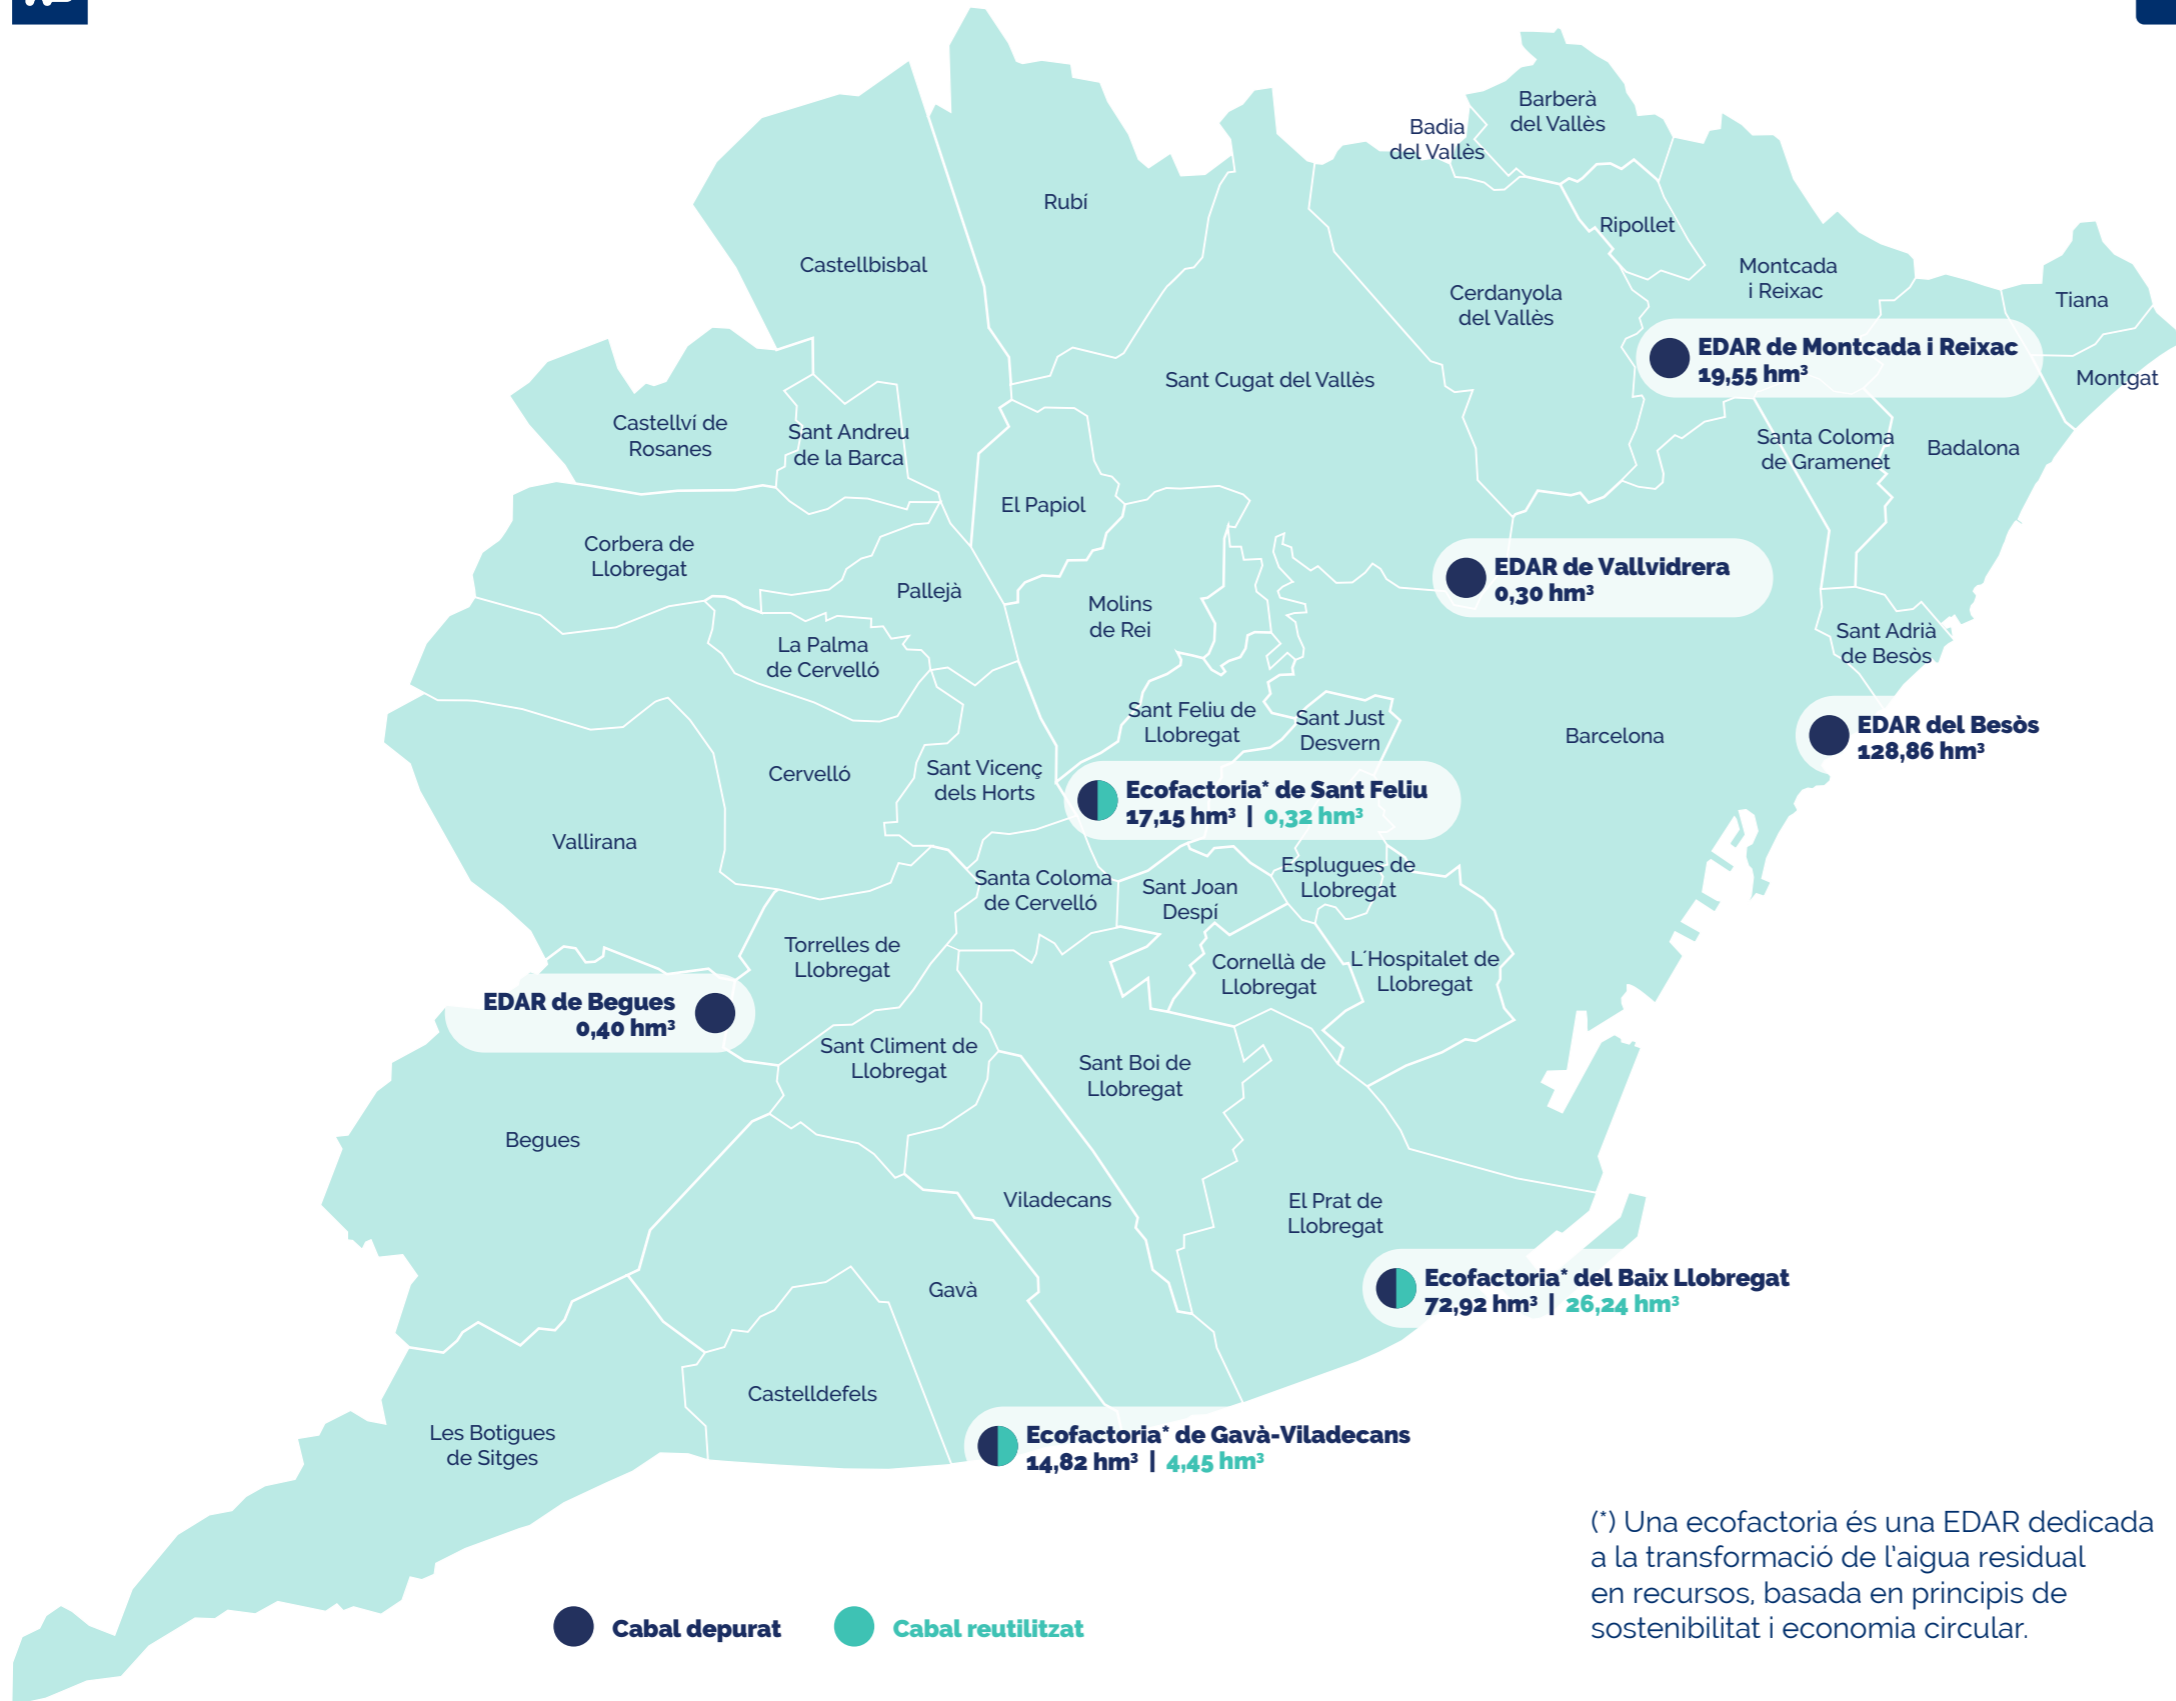 Barberà
del Vallès
Badia
del Vallès
Rubí
Ripollet
Castellbisbal
Montcada
i Reixac
Cerdanyola
del Vallès
Tiana
EDAR de Montcada i Reixac
19,55 hm³
Sant Cugat del Vallès
Montgat
Castellví de
Rosanes
Sant Andreu
de la Barca
Santa Coloma
de Gramenet
Badalona
El Papiol
Corbera de
Llobregat
EDAR de Vallvidrera
0,30 hm³
Pallejà
Molins
de Rei
Sant Adrià
de Besòs
La Palma
de Cervelló
Sant Feliu de
Llobregat
Sant Just
Desvern
Barcelona
EDAR del Besòs
128,86 hm³
Cervelló
Sant Vicenç
dels Horts
Ecofactoria* de Sant Feliu
17,15 hm³ | 0,32 hm³
Vallirana
Santa Coloma
de Cervelló
Sant Joan
Despí
Esplugues de
Llobregat
Torrelles de
Llobregat
Cornellà de
Llobregat
L´Hospitalet de
Llobregat
EDAR de Begues
0,40 hm³
Sant Climent de
Llobregat
Sant Boi de
Llobregat
Begues
Viladecans
El Prat de
Llobregat
Gavà
Ecofactoria* del Baix Llobregat
72,92 hm³ | 26,24 hm³
Castelldefels
Les Botigues
de Sitges
Ecofactoria* de Gavà-Viladecans
14,82 hm³ | 4,45 hm³
(*) Una ecofactoria és una EDAR dedicada
a la transformació de l'aigua residual
en recursos, basada en principis de
sostenibilitat i economia circular.
Cabal depurat
Cabal reutilitzat